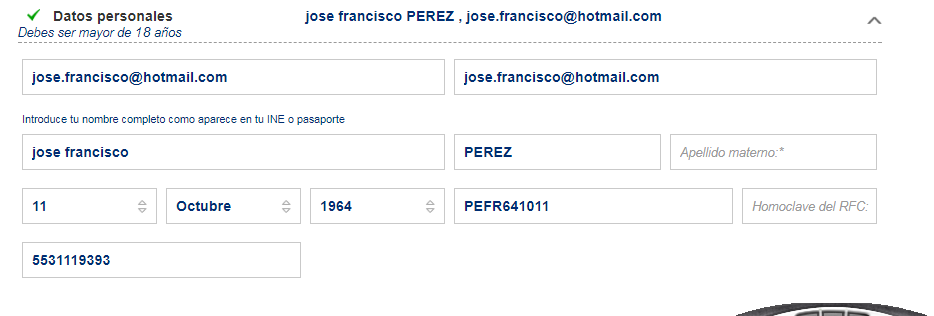 Datos personales jose francisco PEREZ , jose.francisco@hotmail.com
Debes ser mayor de 18 años
jose.francisco@hotmail.com jose.francisco@hotmail.com
Introduce tu nombre completo como aparece en tu INE o pasaporte
jose francisco PEREZ Apellido materno:*
11 Octubre 1964 PEFR641011 Homoclave del RFC:
5531119393